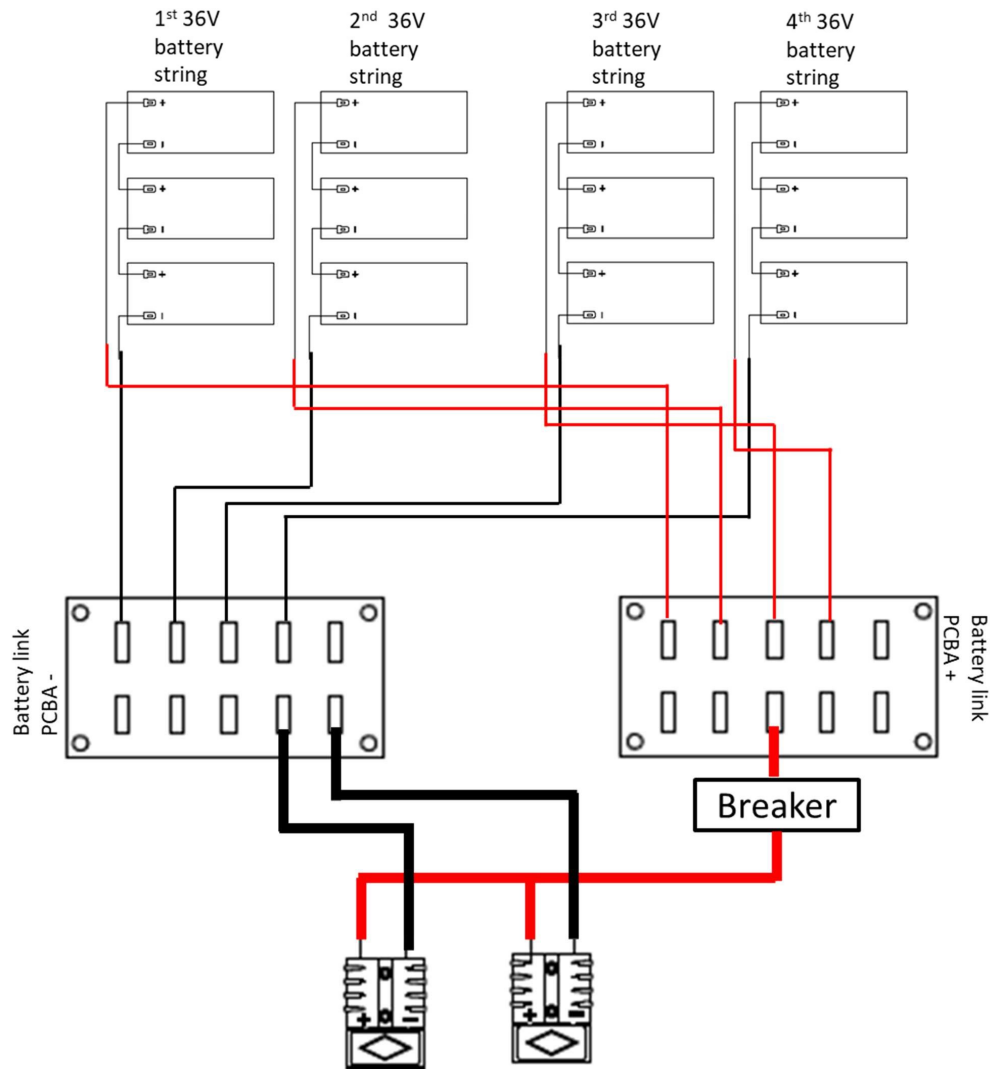 1st 36V
battery
string
2nd 36V
battery
string
3rd 36V
battery
string
4th 36V
battery
string
+
-
+
-
+
-
+
-
+
-
+
-
+
-
+
-
+
-
+
-
+
-
+
-
Battery link
PCBA -
Battery link
PCBA +
Breaker
+ -
+ -